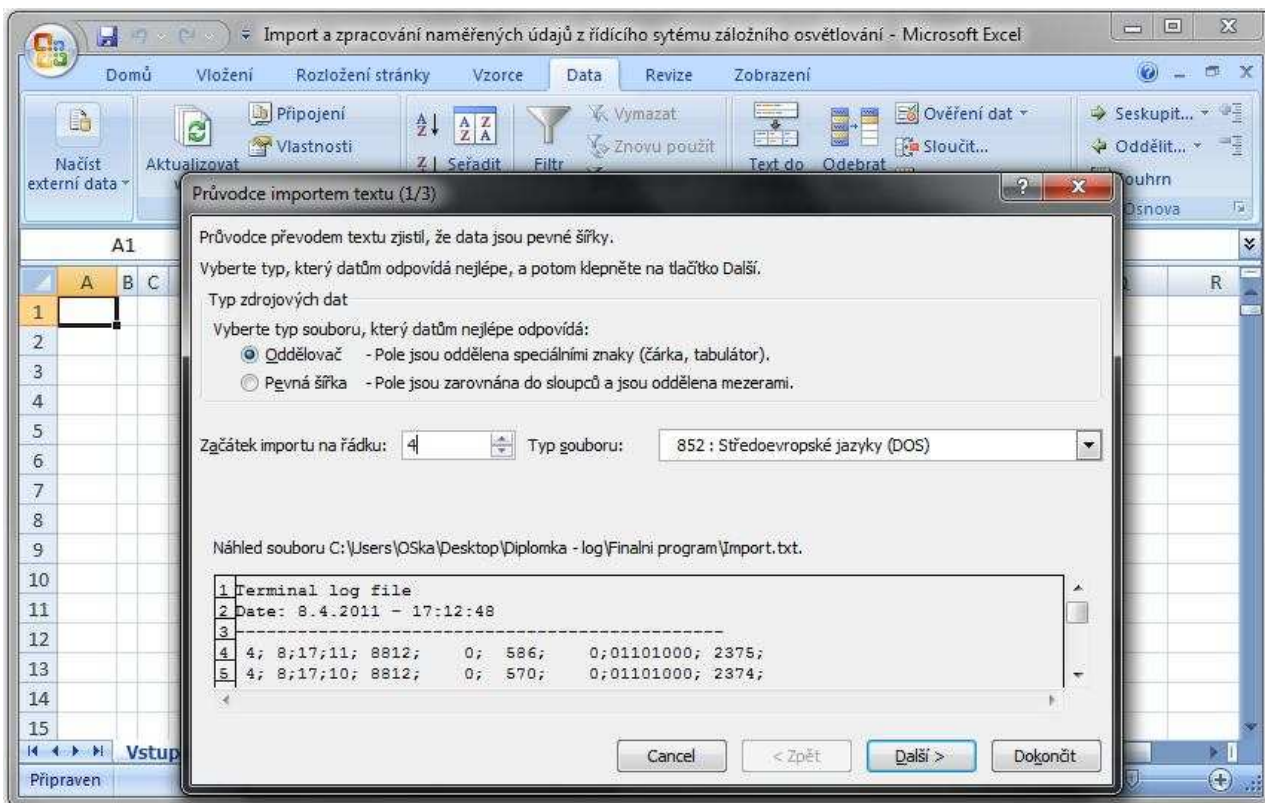 Import a zpracování naměřených údajů z řídícího sytému záložního osvětlování - Microsoft Excel
Domů Vložení Rozložení stránky Vzorce Data Revize Zobrazení
Načíst externí data
Aktualizovat
Připojení
Vlastnosti
Seřadit
Filtr
Vymazat
Znovu použít
Text do
Odebrat
Ověření dat
Sloučit...
Seskupit...
Oddělit...
Osnova
A1
A B C R
1
2
3
4
5
6
7
8
9
10
11
12
13
14
15
Průvodce importem textu (1/3)
Průvodce převodem textu zjistil, že data jsou pevné šířky.
Vyberte typ, který datům odpovídá nejlépe, a potom klepněte na tlačítko Další.
Typ zdrojových dat
Vyberte typ souboru, který datům nejlépe odpovídá:
Oddělovač - Pole jsou oddělena speciálními znaky (čárka, tabulátor).
Pevná šířka - Pole jsou zarovnána do sloupců a jsou oddělena mezerami.
Začátek importu na řádku: 4 Typ souboru: 852 : Středoevropské jazyky (DOS)
Náhled souboru C:\Users\OSka\Desktop\Diplomka - log\Finalni program\Import.txt.
1 Terminal log file
2 Date: 8.4.2011 - 17:12:48
3 ------------------------------------------------
4 4; 8;17;11; 8812; 0; 586; 0;01101000; 2375;
5 4; 8;17;10; 8812; 0; 570; 0;01101000; 2374;
Cancel < Zpět Další > Dokončit
Vstup
Připraven